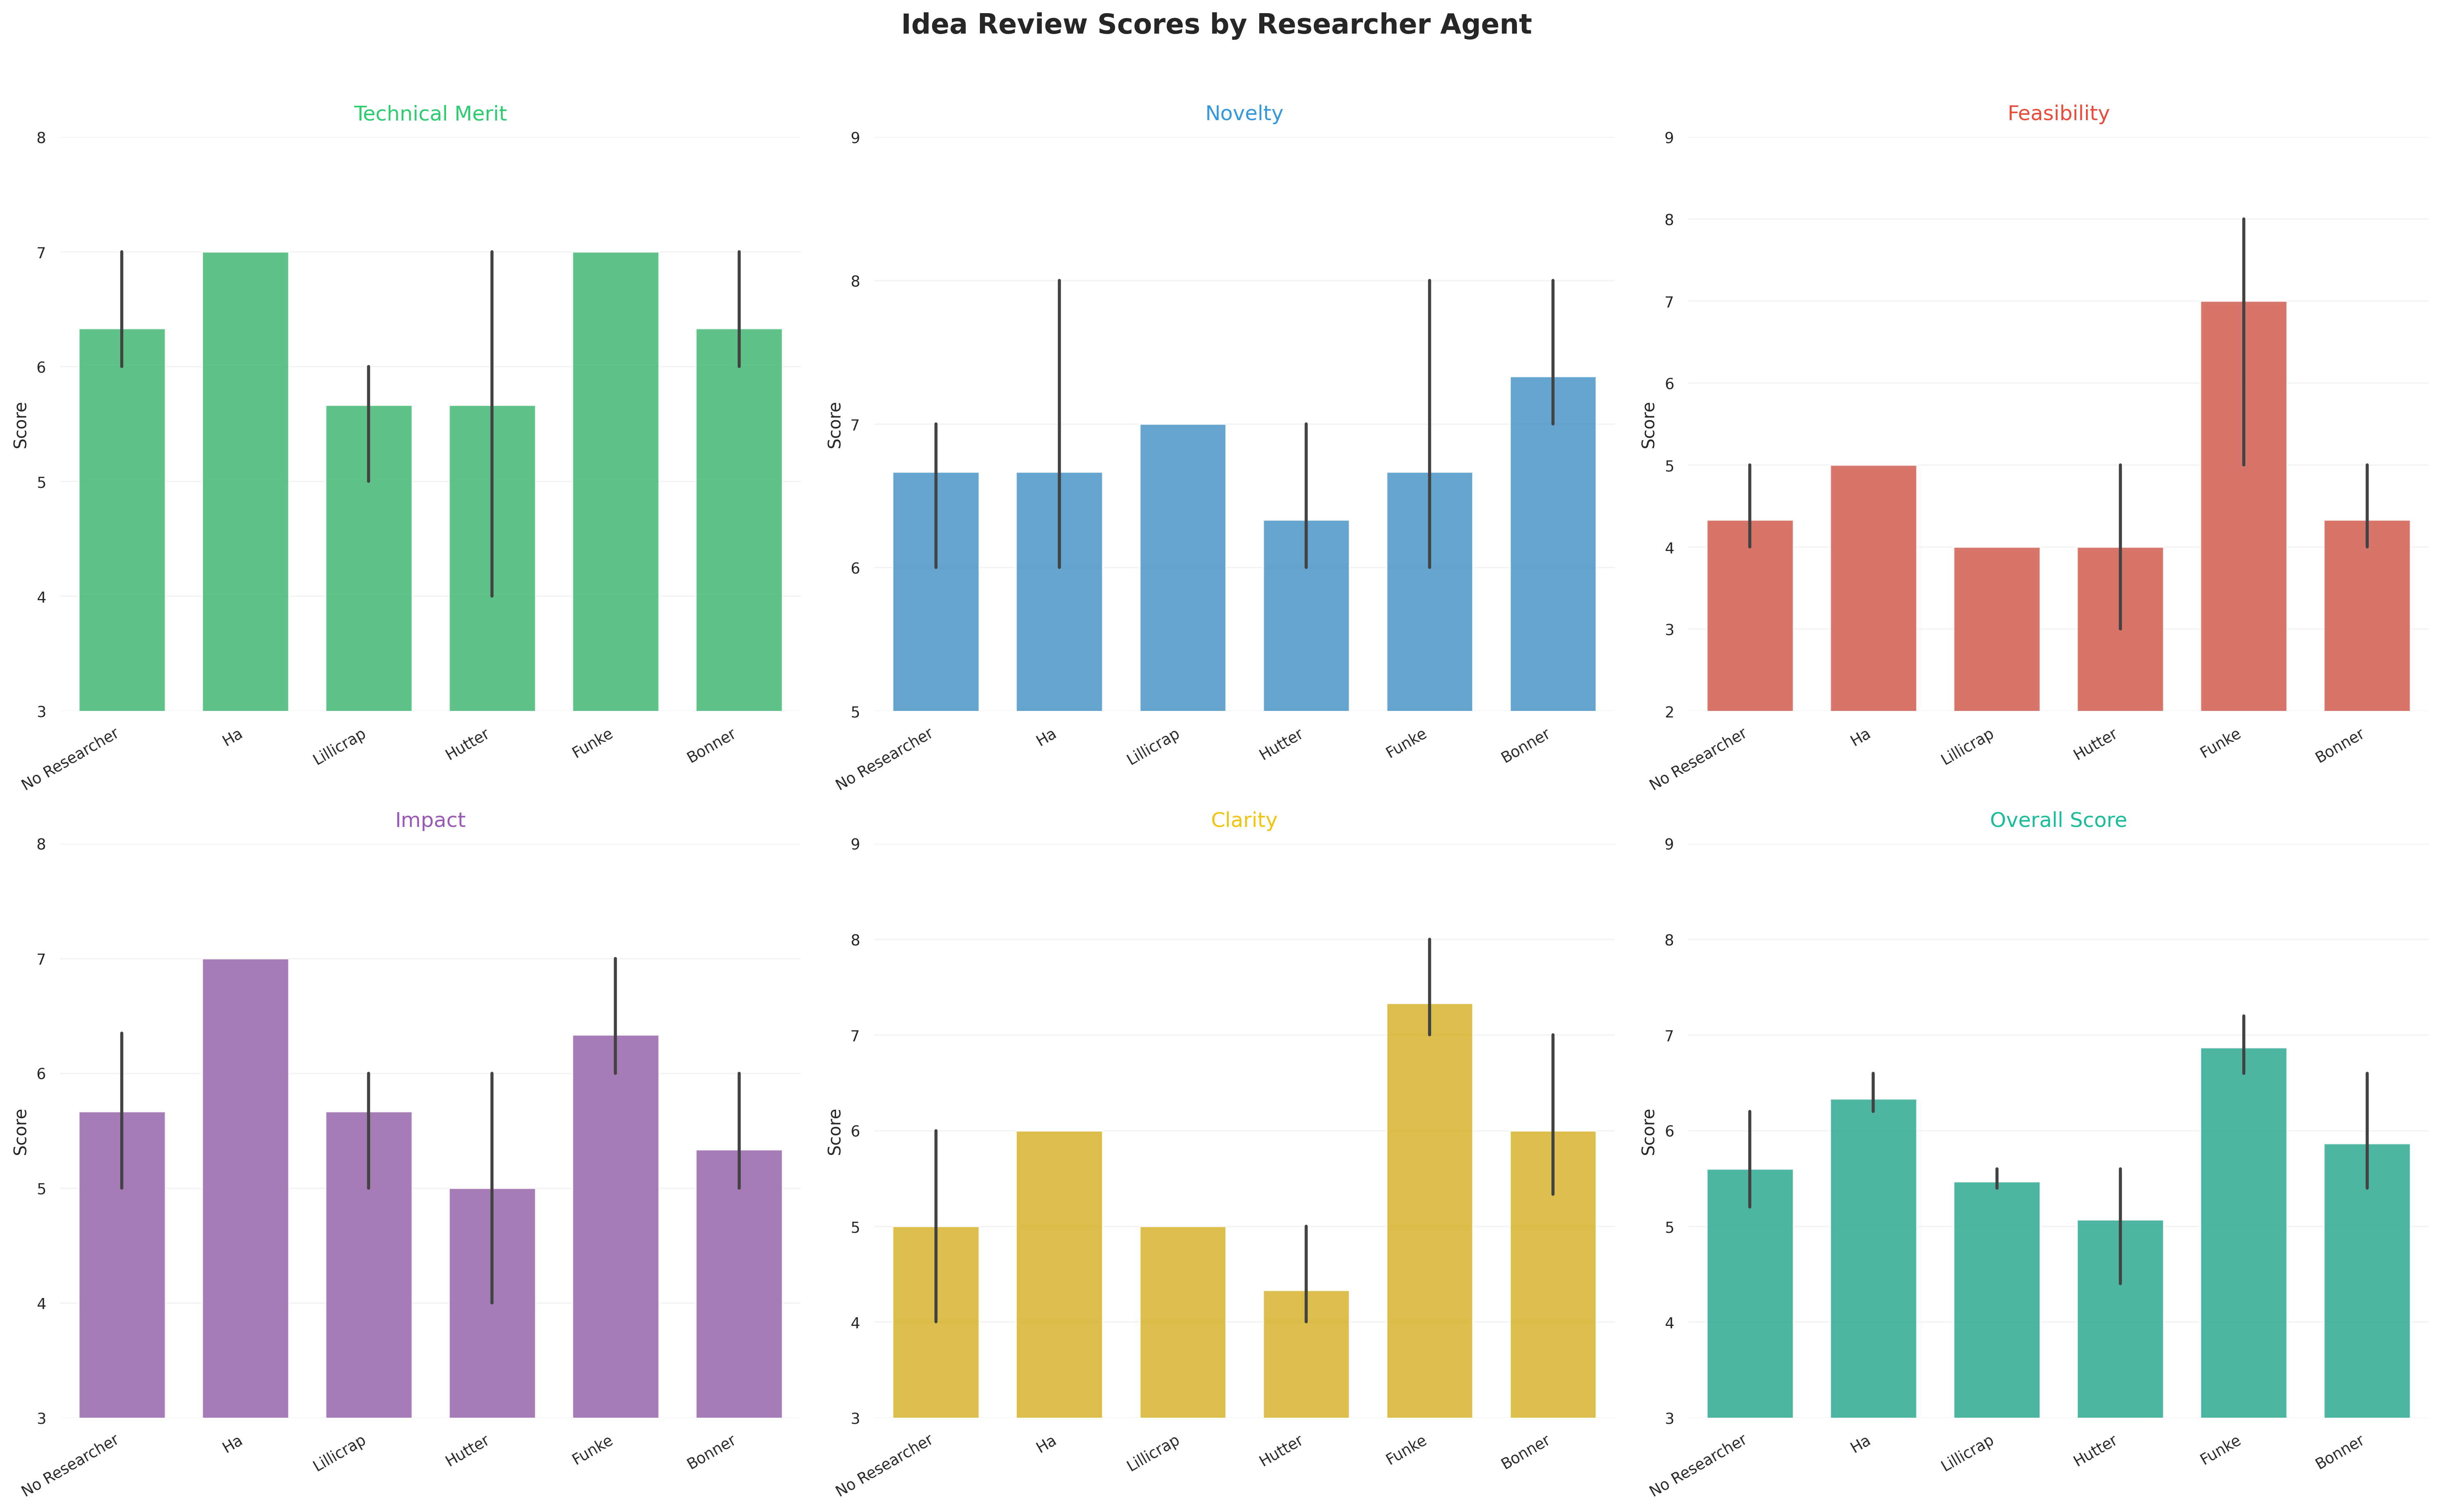 Idea Review Scores by Researcher Agent
Technical Merit
Score
8
7
6
5
4
3
No Researcher
Ha
Lillicrap
Hutter
Funke
Bonner
Novelty
Score
9
8
7
6
5
No Researcher
Ha
Lillicrap
Hutter
Funke
Bonner
Feasibility
Score
9
8
7
6
5
4
3
2
No Researcher
Ha
Lillicrap
Hutter
Funke
Bonner
Impact
Score
8
7
6
5
4
3
No Researcher
Ha
Lillicrap
Hutter
Funke
Bonner
Clarity
Score
9
8
7
6
5
4
3
No Researcher
Ha
Lillicrap
Hutter
Funke
Bonner
Overall Score
Score
9
8
7
6
5
4
3
No Researcher
Ha
Lillicrap
Hutter
Funke
Bonner